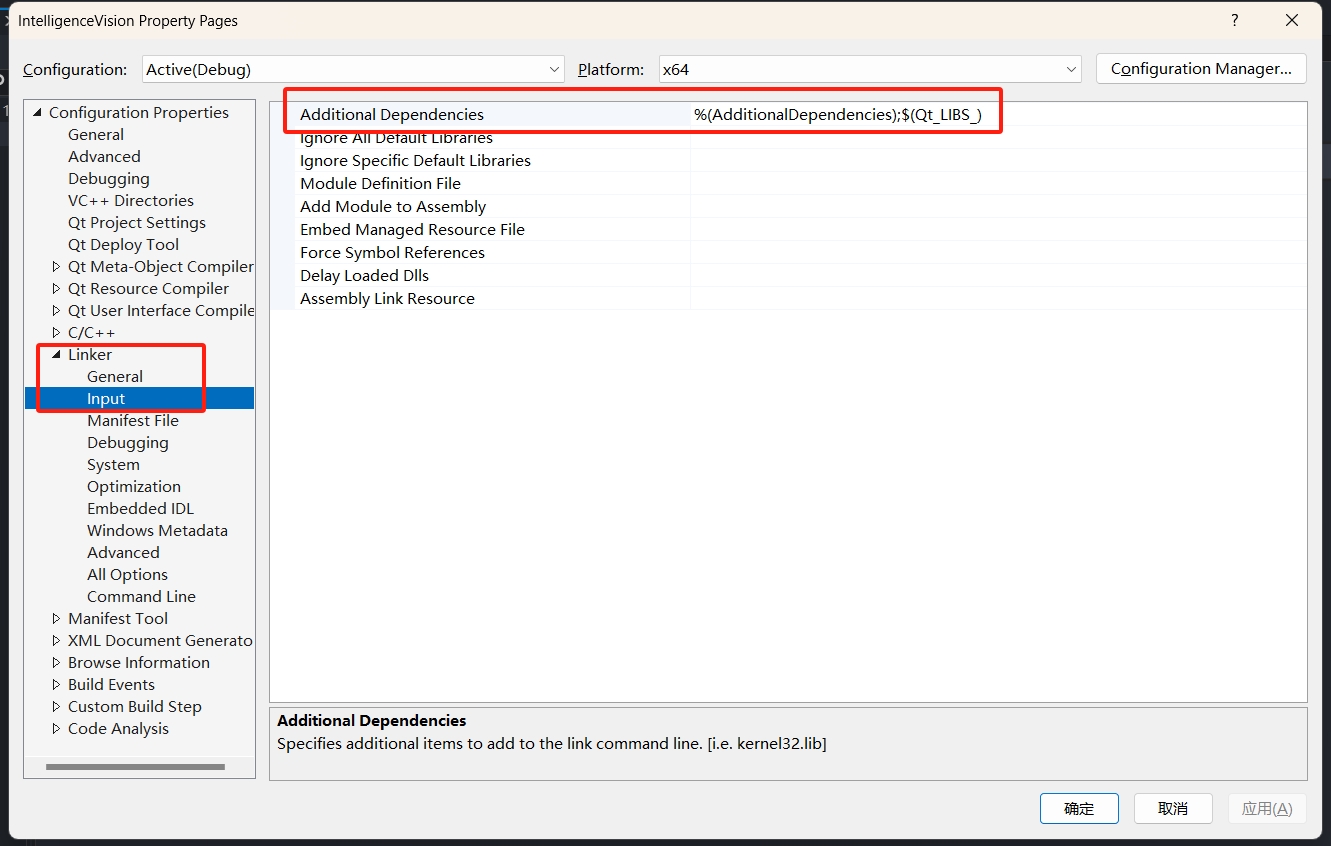 IntelligenceVision Property Pages
?
Configuration: Active(Debug) Platform: x64 Configuration Manager...
Configuration Properties
General
Advanced
Debugging
VC++ Directories
Qt Project Settings
Qt Deploy Tool
Qt Meta-Object Compiler
Qt Resource Compiler
Qt User Interface Compile
C/C++
Linker
General
Input
Manifest File
Debugging
System
Optimization
Embedded IDL
Windows Metadata
Advanced
All Options
Command Line
Manifest Tool
XML Document Generato
Browse Information
Build Events
Custom Build Step
Code Analysis
Additional Dependencies %(AdditionalDependencies);$(Qt_LIBS_)
Ignore All Default Libraries
Ignore Specific Default Libraries
Module Definition File
Add Module to Assembly
Embed Managed Resource File
Force Symbol References
Delay Loaded Dlls
Assembly Link Resource
Additional Dependencies
Specifies additional items to add to the link command line. [i.e. kernel32.lib]
确定 取消 应用(A)